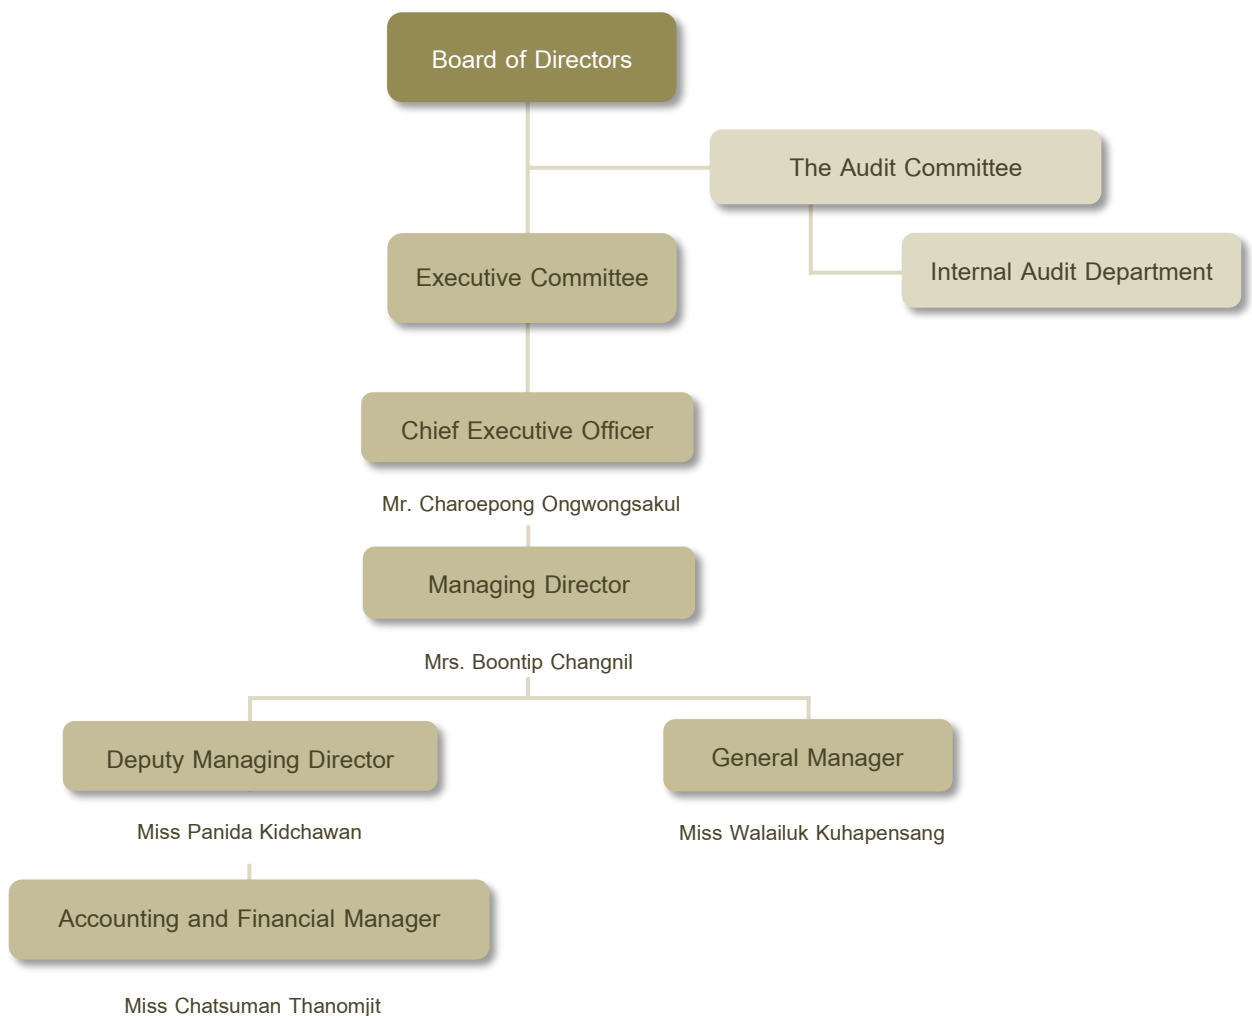 Board of Directors
The Audit Committee
Internal Audit Department
Executive Committee
Chief Executive Officer
Mr. Charoepong Ongwongsakul
Managing Director
Mrs. Boontip Changnil
Deputy Managing Director
General Manager
Miss Panida Kidchawan
Miss Walailuk Kuhapensang
Accounting and Financial Manager
Miss Chatsuman Thanomjit